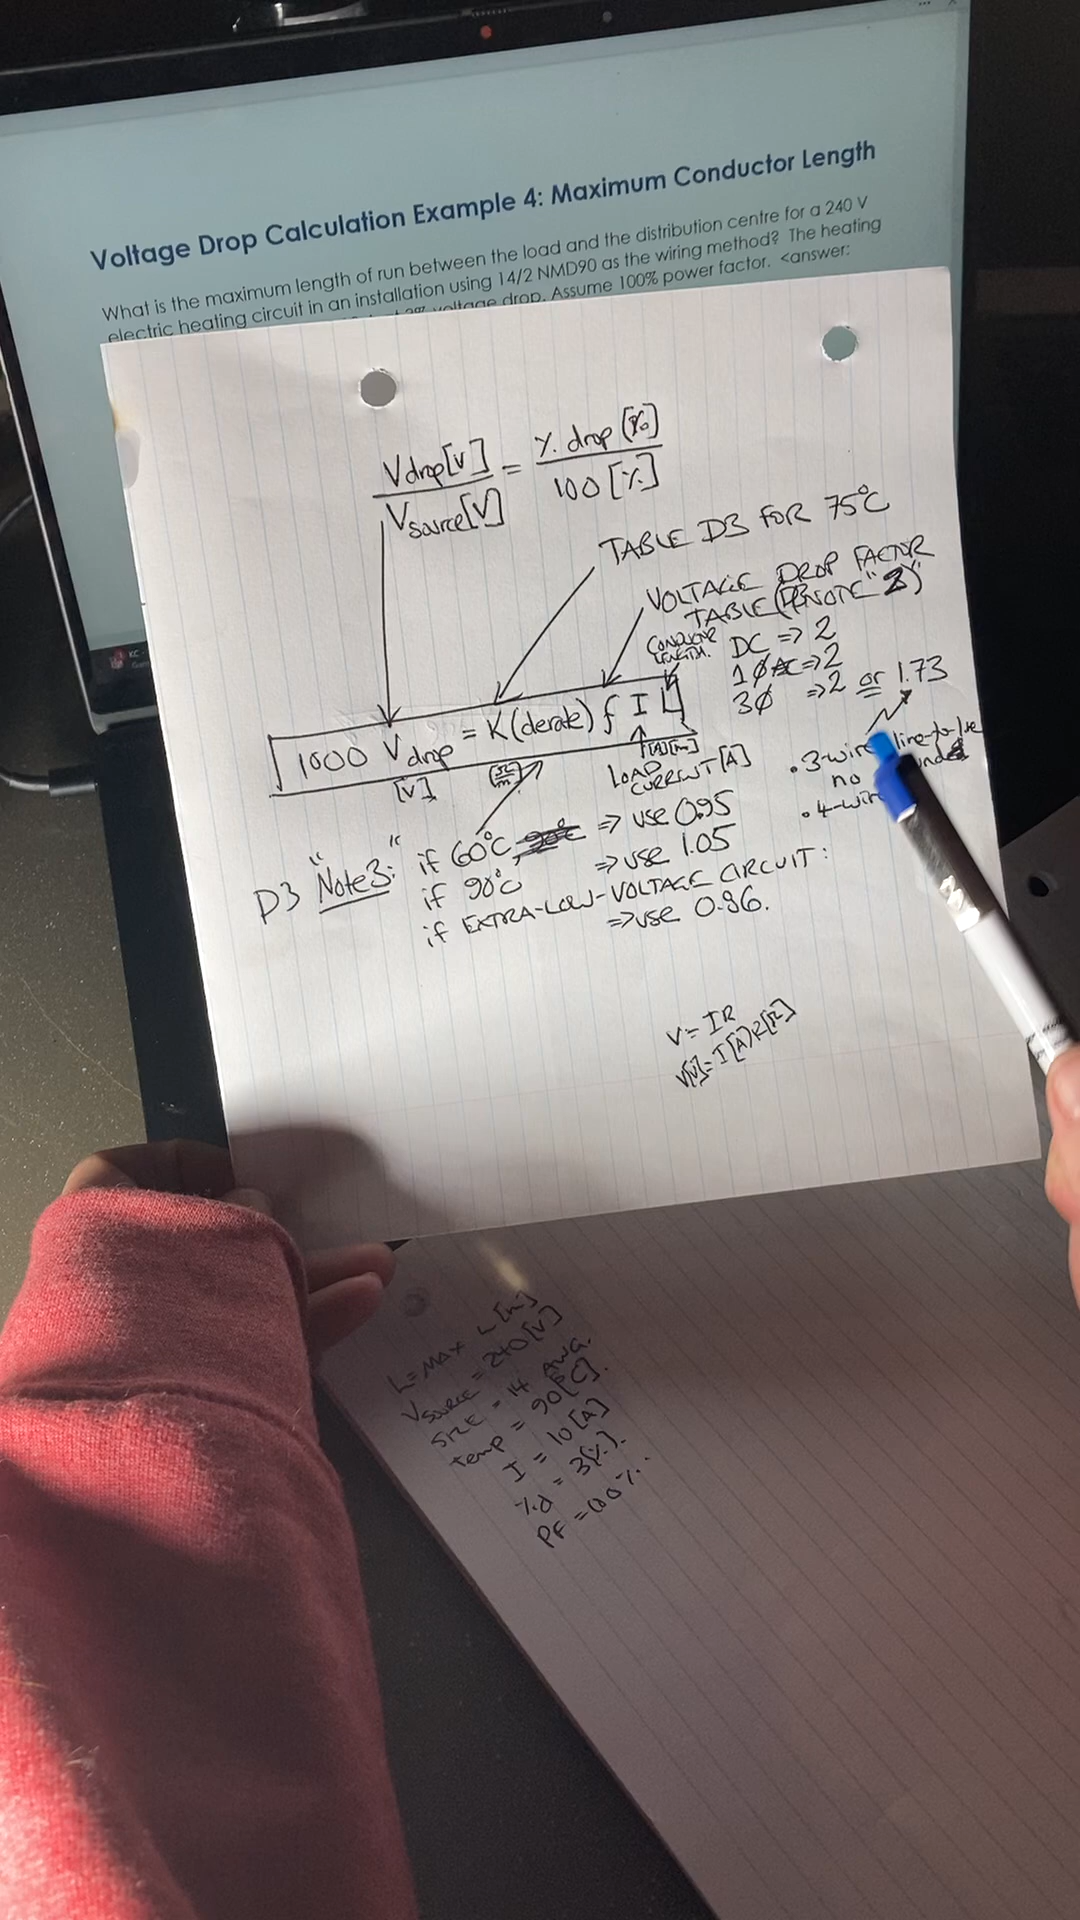 Voltage Drop Calculation Example 4: Maximum Conductor Length
What is the maximum length of run between the load and the distribution centre for a 240 V
electric heating circuit in an installation using 14/2 NMD90 as the wiring method? The heating
voltage drop. Assume 100% power factor. <answer:
KC -
Vdrop[V] / Vsource[V] = %. drop [%] / 100 [%]
TABLE D3 FOR 75°C
VOLTAGE DROP FACTOR
TABLE
CONDUCTOR
LENGTH.
DC => 2
1Ø AC => 2
3Ø => 2 or 1.73
1000 Vdrop = K(derate) f I L
[V]
[A][m]
LOAD
CURRENT [A]
. 3-wire line-to-line
no
. 4-wire
D3 "Note3:" if 60°C => use 0.95
if 90°C => use 1.05
if EXTRA-LOW-VOLTAGE CIRCUIT:
=> use 0.86.
V = IR
V[V] = I[A]R[Ω]
L = MAX L [m]
Vsource = 240 [V]
SIZE = 14 AWG.
temp = 90[°C].
I = 10 [A]
%d = 3[%].
PF = 100%.